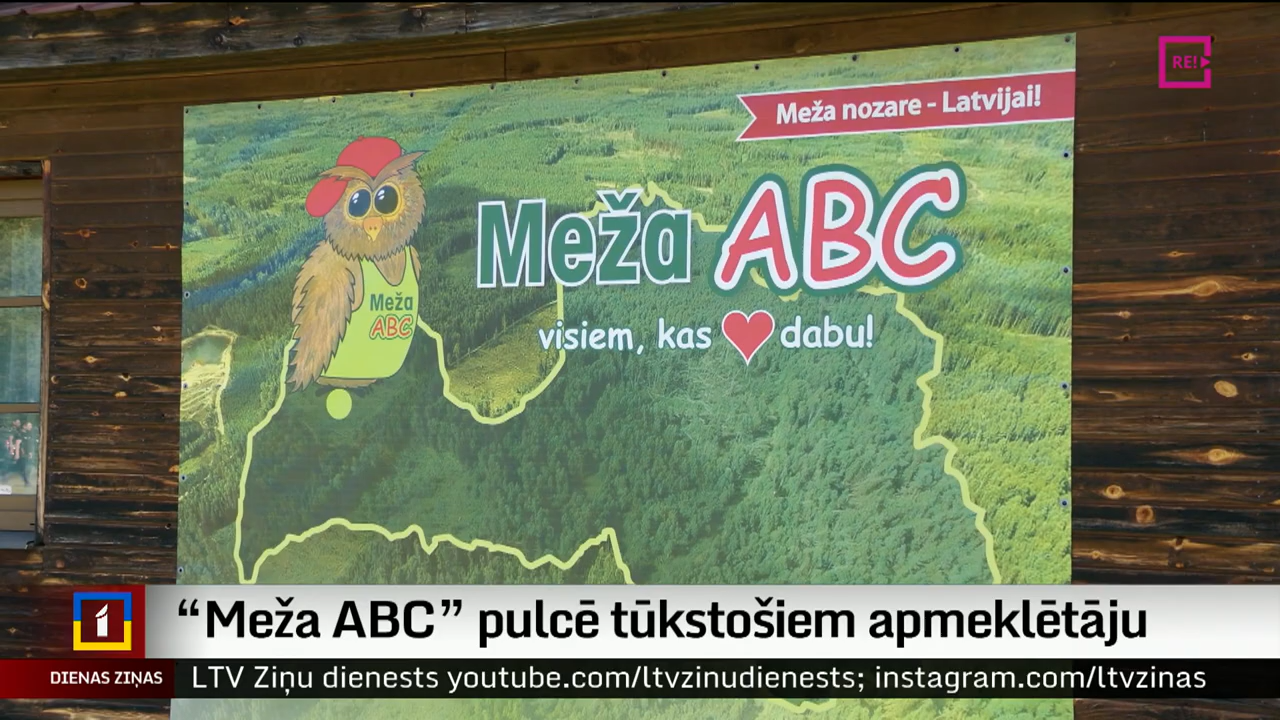 RE!
Meža nozare - Latvijai!
Meža ABC
Meža
ABC
visiem, kas dabu!
1
“Meža ABC” pulcē tūkstošiem apmeklētāju
DIENAS ZIŅAS
LTV Ziņu dienests youtube.com/ltvzinudienests; instagram.com/ltvzinas